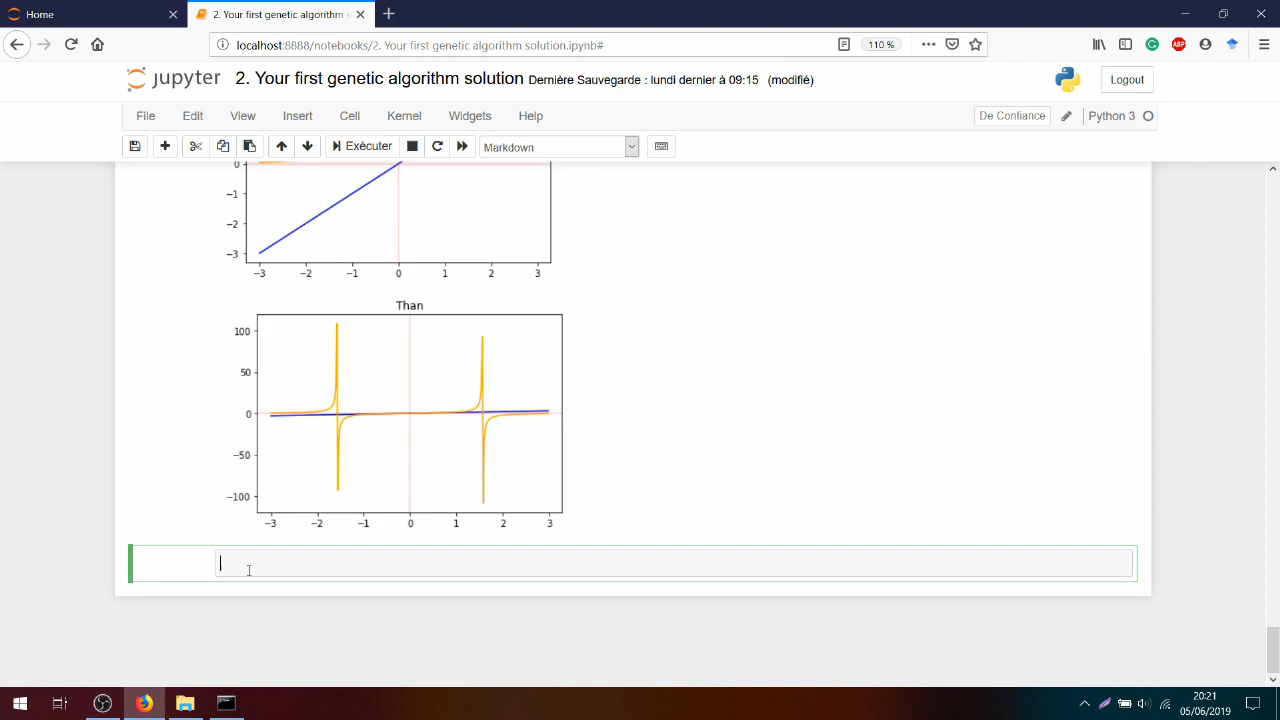 Home
2. Your first genetic algorithm s
localhost:8888/notebooks/2. Your first genetic algorithm solution.ipynb#
110 %
ABP
jupyter 2. Your first genetic algorithm solution Dernière Sauvegarde : lundi dernier à 09:15 (modifié)
Logout
File Edit View Insert Cell Kernel Widgets Help
De Confiance
Python 3
Exécuter
Markdown
0
−1
−2
−3
−3 −2 −1 0 1 2 3
Than
100
50
0
−50
−100
−3 −2 −1 0 1 2 3
20:21
05/06/2019